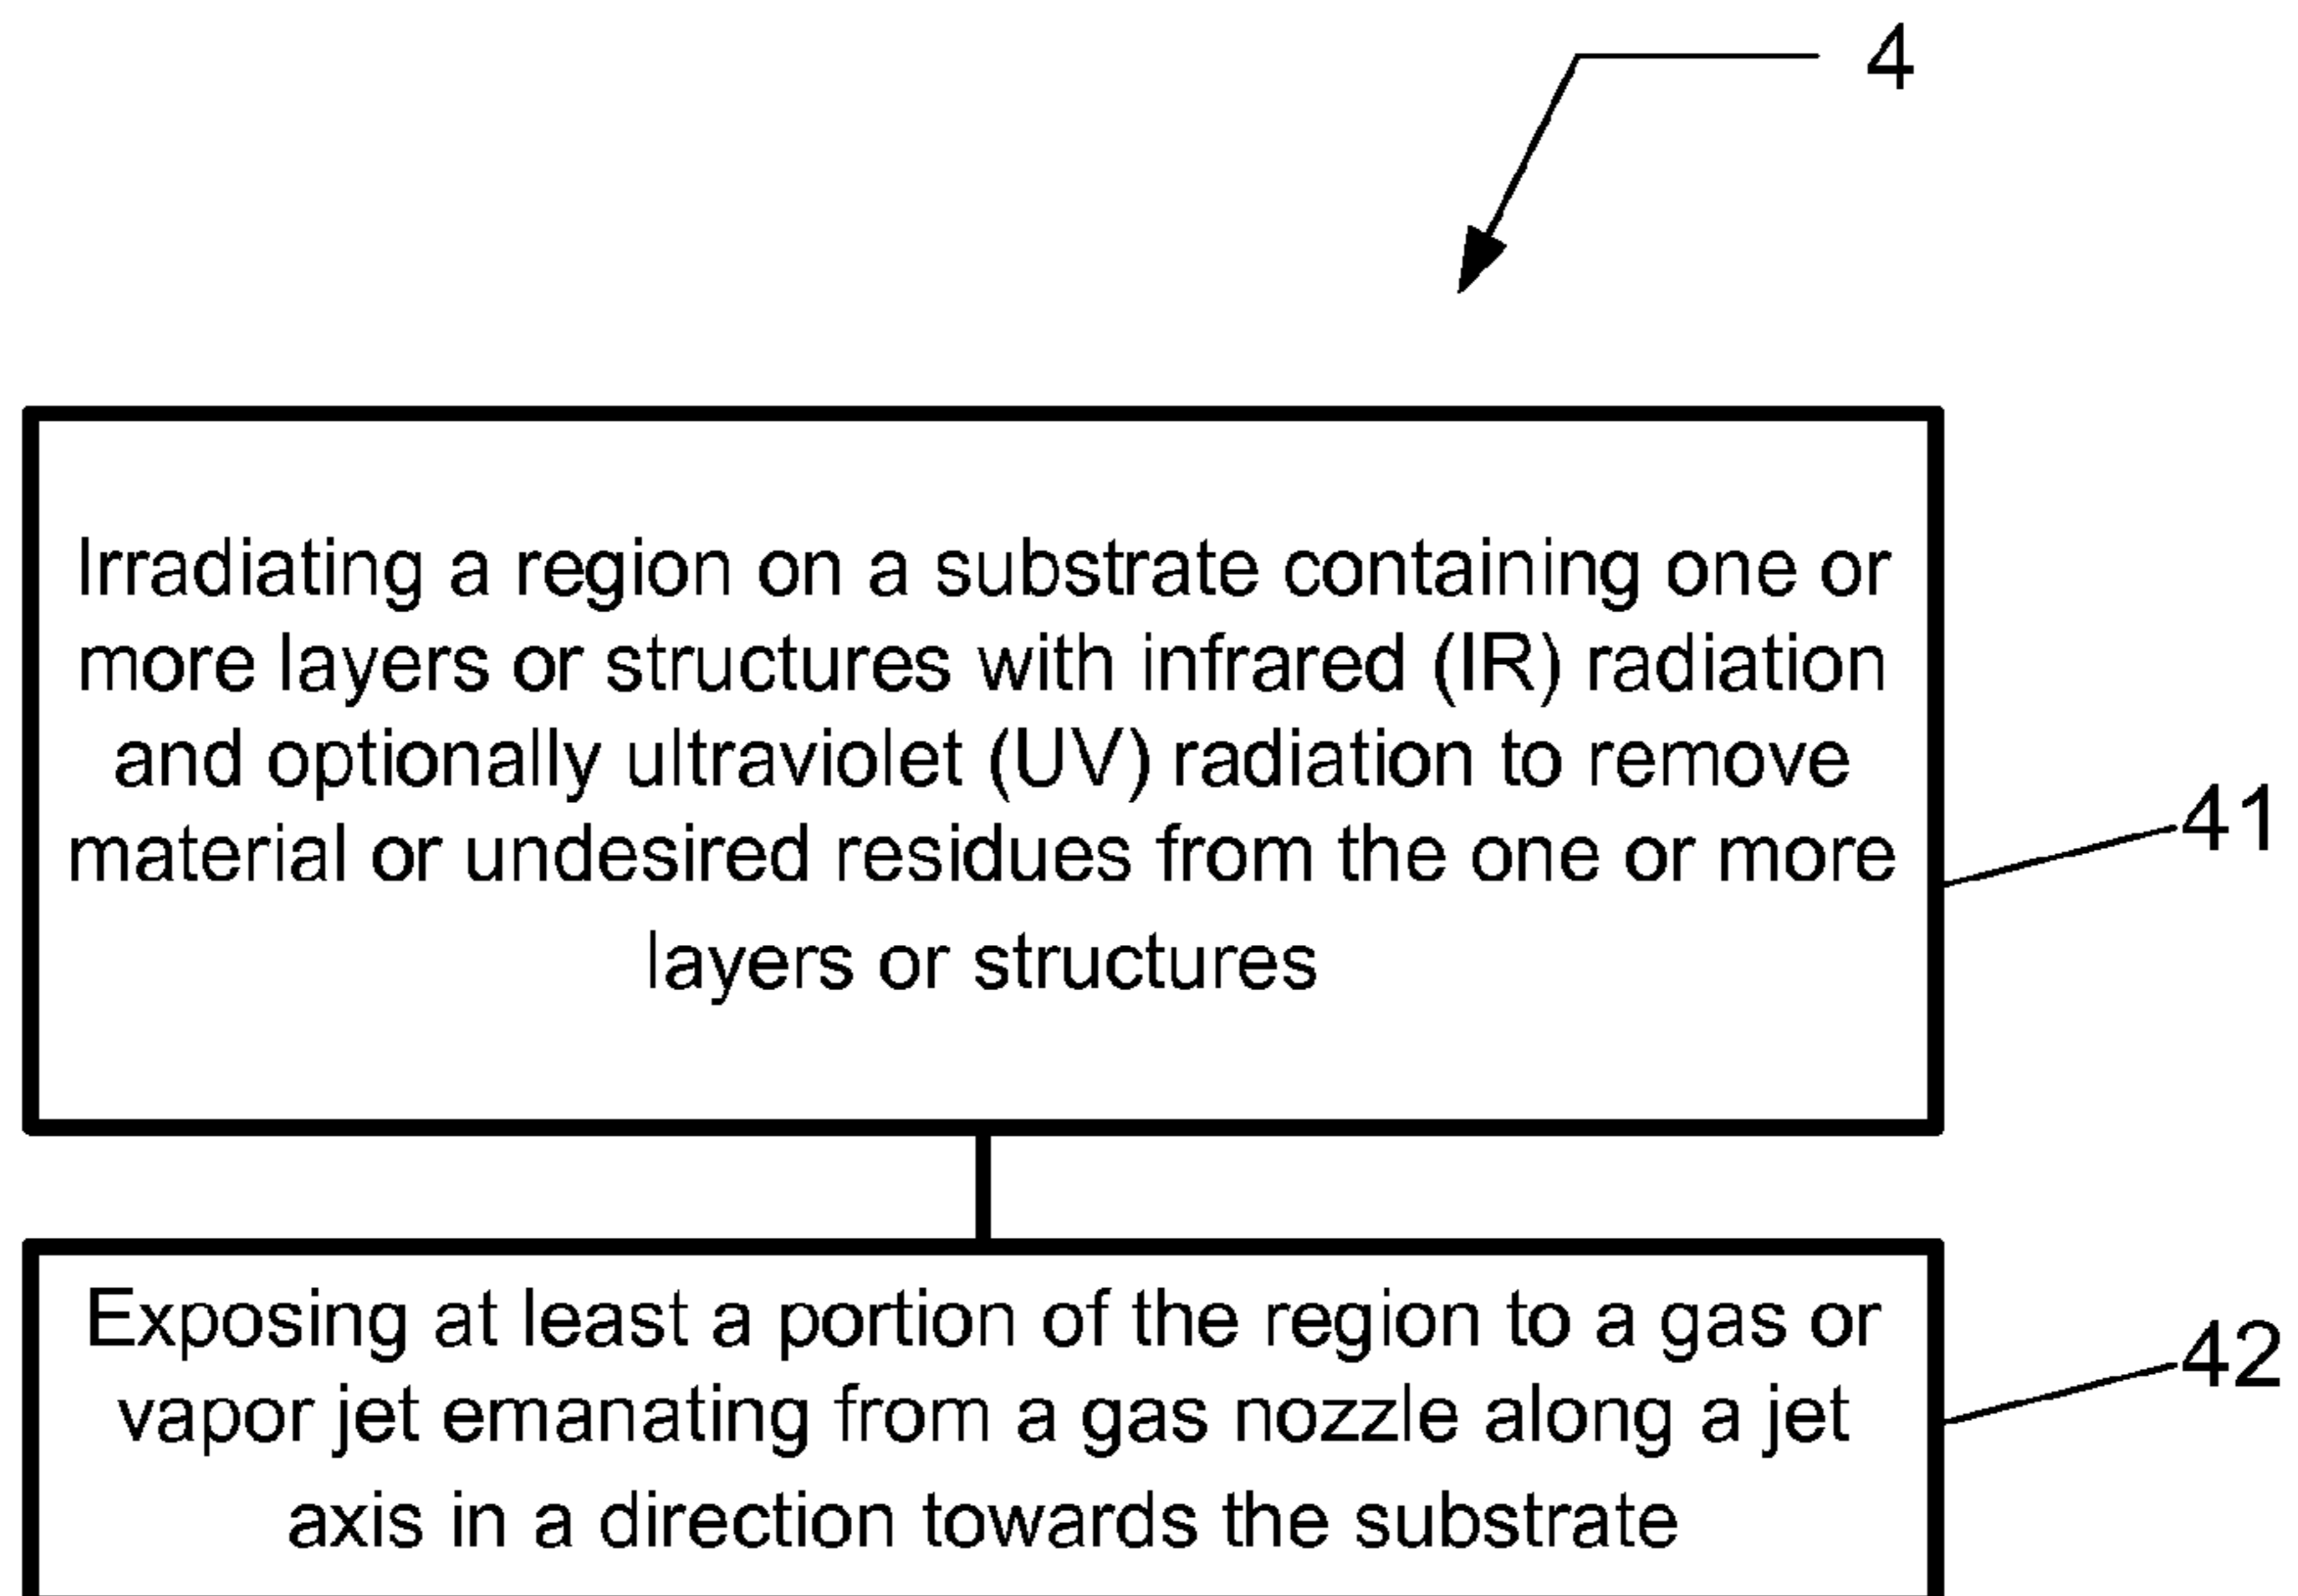 4
Irradiating a region on a substrate containing one or
more layers or structures with infrared (IR) radiation
and optionally ultraviolet (UV) radiation to remove
material or undesired residues from the one or more
layers or structures
41
Exposing at least a portion of the region to a gas or
vapor jet emanating from a gas nozzle along a jet
axis in a direction towards the substrate
42